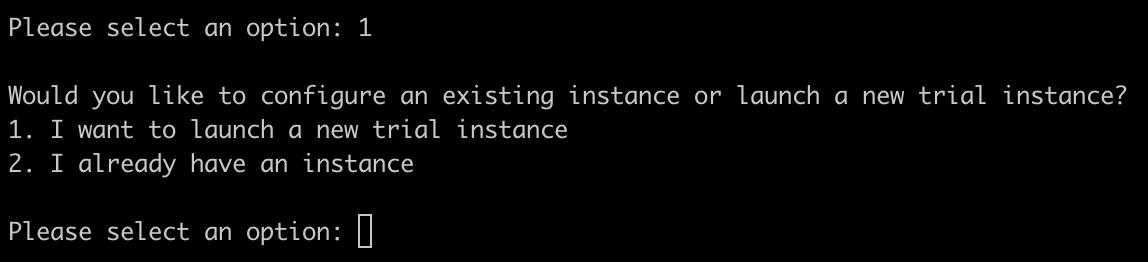 Please select an option: 1
Would you like to configure an existing instance or launch a new trial instance?
1. I want to launch a new trial instance
2. I already have an instance
Please select an option: